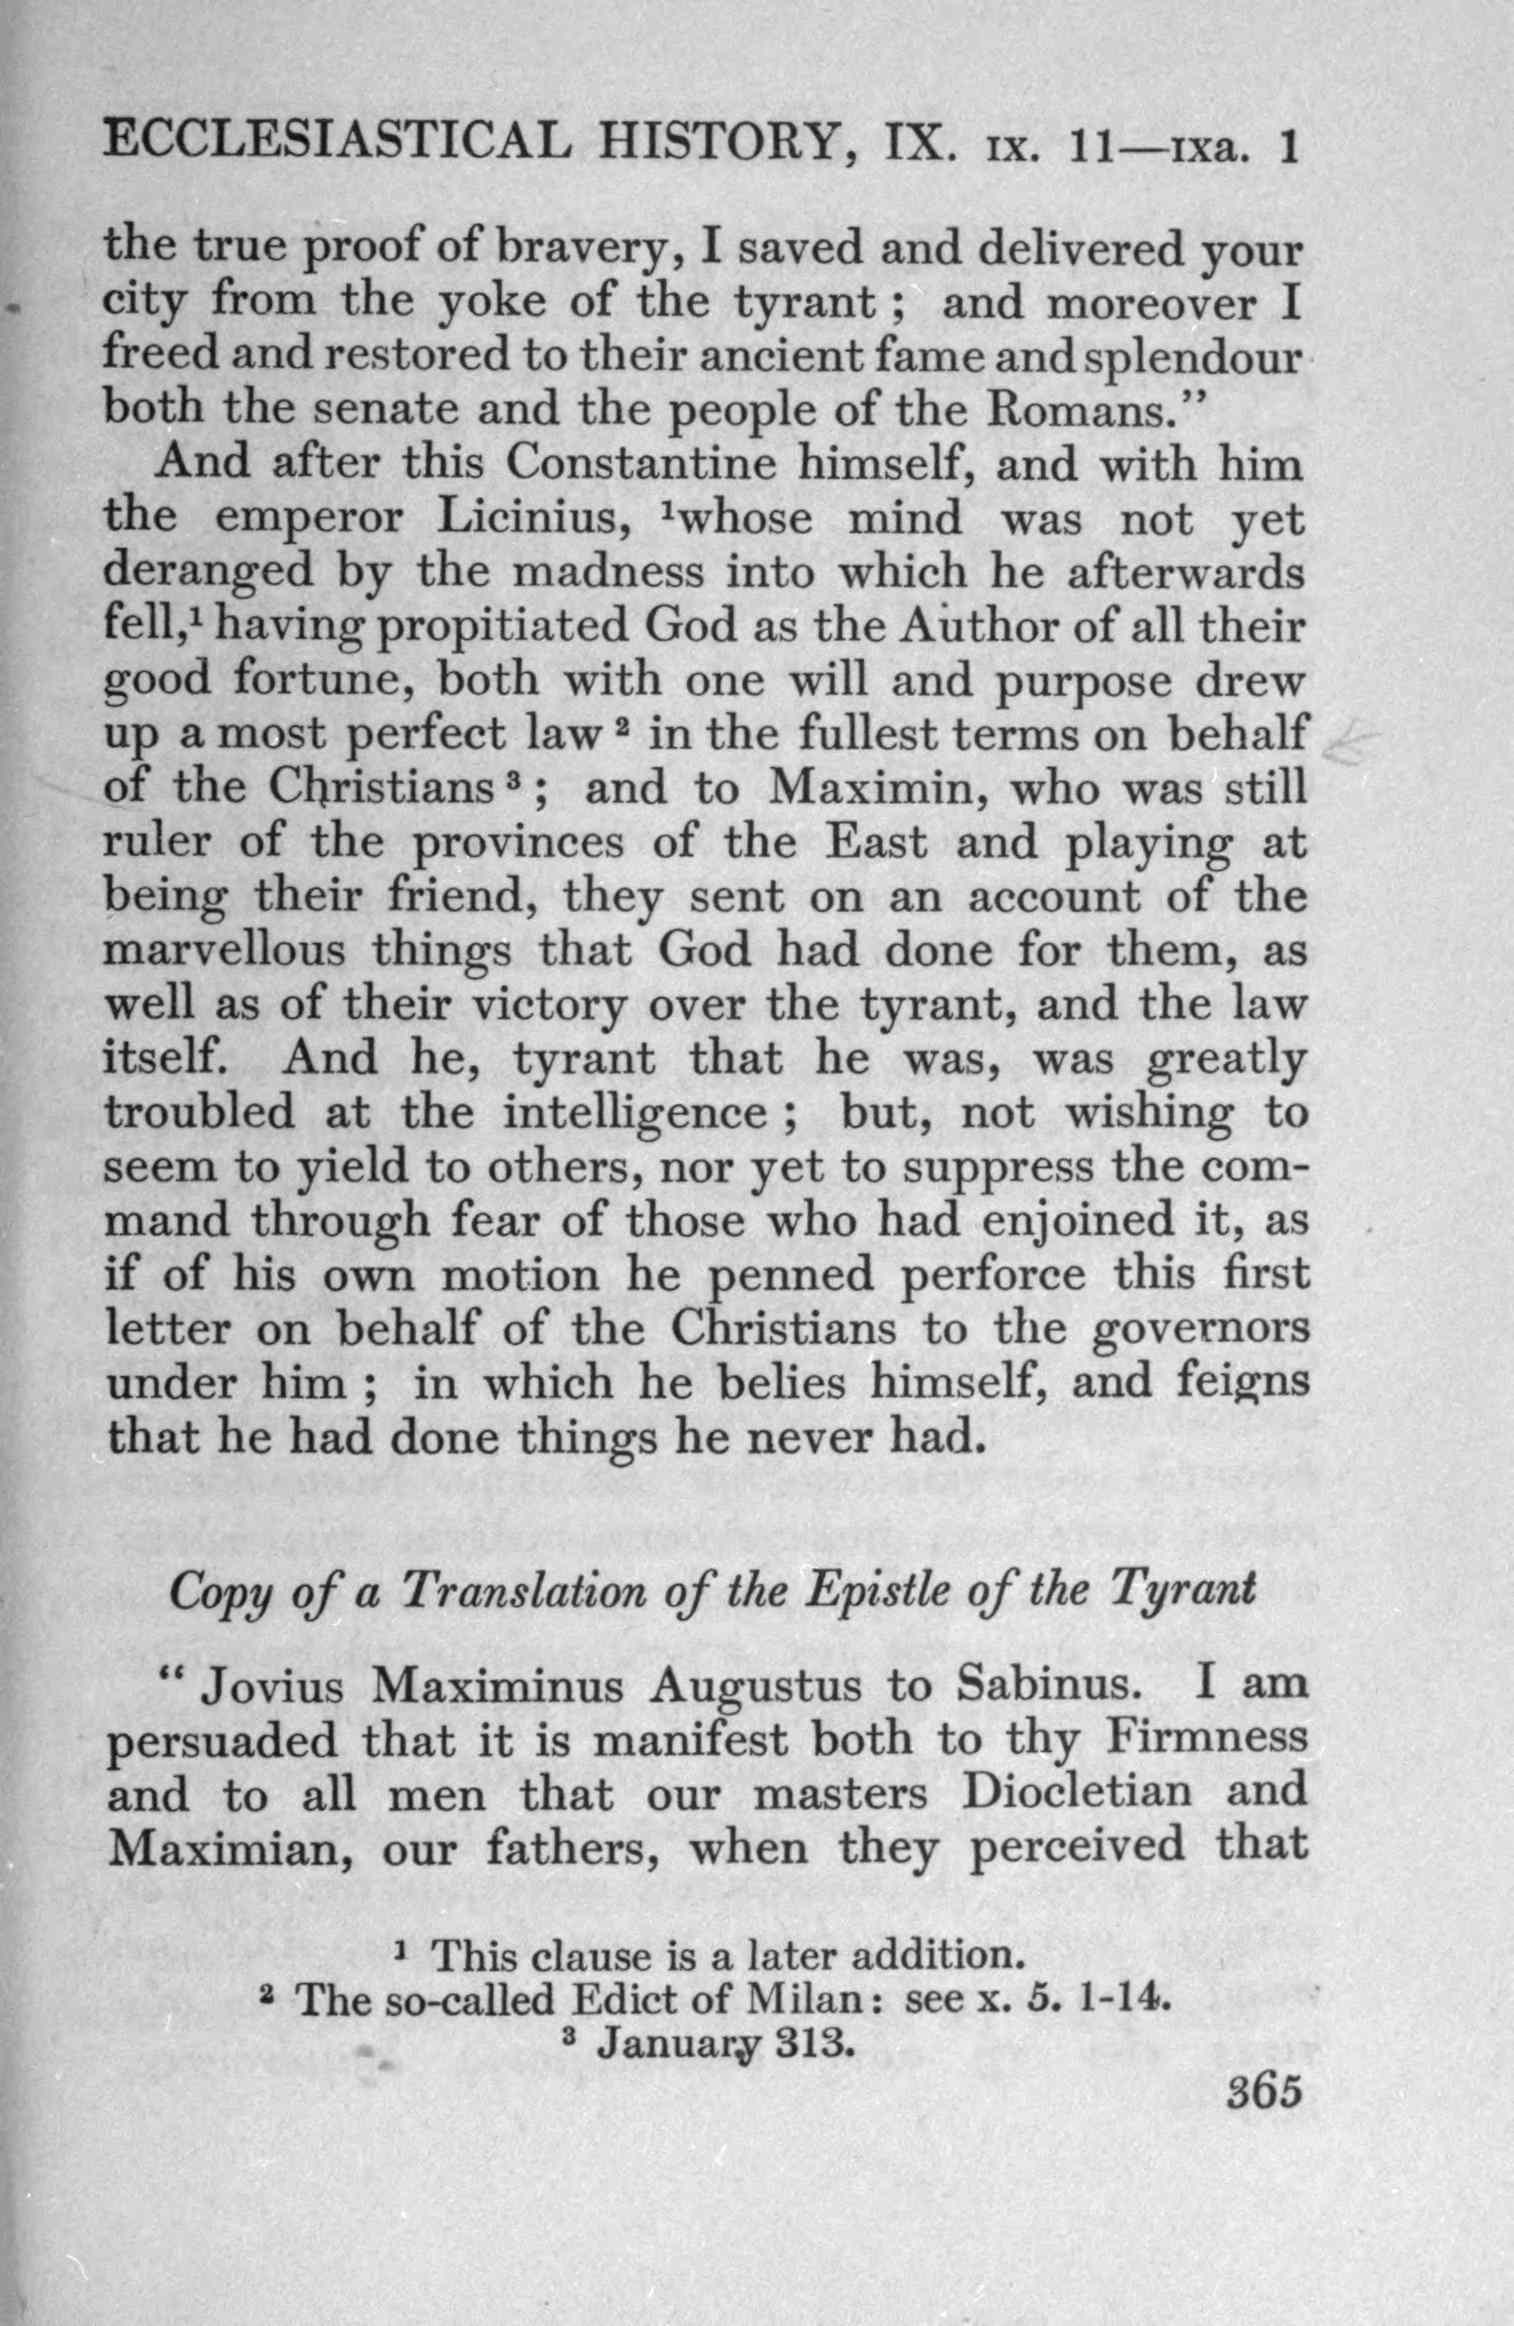 ECCLESIASTICAL HISTORY, IX. ix. 11—ixa. 1
the true proof of bravery, I saved and delivered your
city from the yoke of the tyrant ; and moreover I
freed and restored to their ancient fame and splendour
both the senate and the people of the Romans.”
And after this Constantine himself, and with him
the emperor Licinius, ¹whose mind was not yet
deranged by the madness into which he afterwards
fell,¹ having propitiated God as the Author of all their
good fortune, both with one will and purpose drew
up a most perfect law ² in the fullest terms on behalf
of the Christians ³ ; and to Maximin, who was still
ruler of the provinces of the East and playing at
being their friend, they sent on an account of the
marvellous things that God had done for them, as
well as of their victory over the tyrant, and the law
itself. And he, tyrant that he was, was greatly
troubled at the intelligence ; but, not wishing to
seem to yield to others, nor yet to suppress the com-
mand through fear of those who had enjoined it, as
if of his own motion he penned perforce this first
letter on behalf of the Christians to the governors
under him ; in which he belies himself, and feigns
that he had done things he never had.
Copy of a Translation of the Epistle of the Tyrant
“ Jovius Maximinus Augustus to Sabinus. I am
persuaded that it is manifest both to thy Firmness
and to all men that our masters Diocletian and
Maximian, our fathers, when they perceived that
¹ This clause is a later addition.
² The so-called Edict of Milan: see x. 5. 1-14.
³ January 313.
365